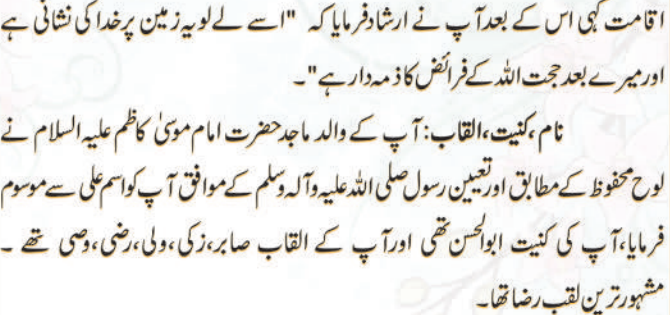 اقامت کہی اس کے بعد آپ نے ارشاد فرمایا کہ "اسے لے لو یہ زمین پر خدا کی نشانی ہے
اور میرے بعد حجت اللہ کے فرائض کا ذمہ دار ہے"۔
نام، کنیت، القاب: آپ کے والد ماجد حضرت امام موسیٰ کاظم علیہ السلام نے
لوح محفوظ کے مطابق اور تعیین رسول صلی اللہ علیہ وآلہ وسلم کے موافق آپ کو اسم علی سے موسوم
فرمایا، آپ کی کنیت ابوالحسن تھی اور آپ کے القاب صابر، زکی، ولی، رضی، وصی تھے ۔
مشہور ترین لقب رضا تھا۔